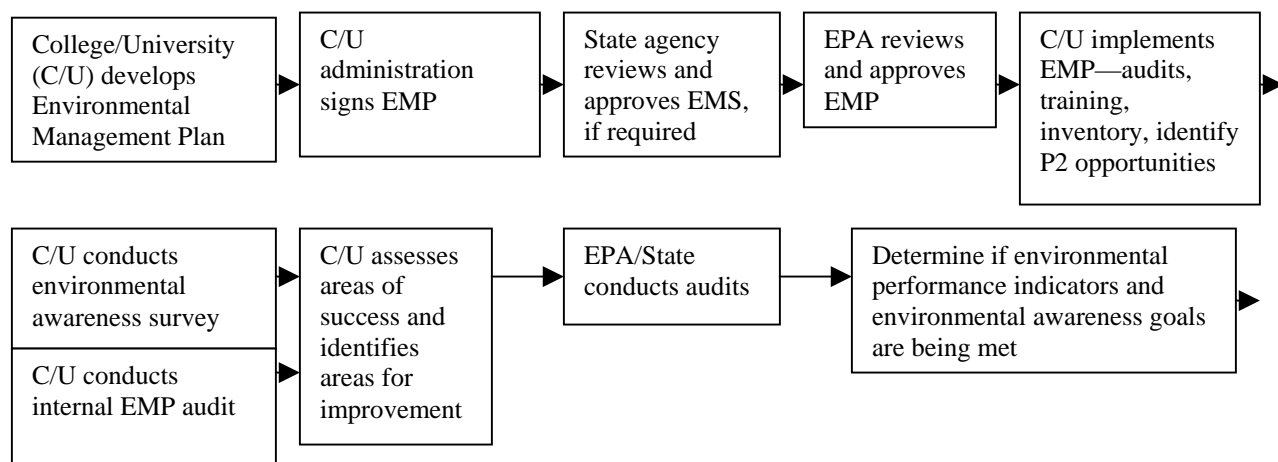 College/University
(C/U) develops
Environmental
Management Plan
C/U
administration
signs EMP
State agency
reviews and
approves EMS,
if required
EPA reviews
and approves
EMP
C/U implements
EMP—audits,
training,
inventory, identify
P2 opportunities
C/U conducts
environmental
awareness survey
C/U conducts
internal EMP audit
C/U assesses
areas of
success and
identifies
areas for
improvement
EPA/State
conducts audits
Determine if environmental
performance indicators and
environmental awareness goals
are being met